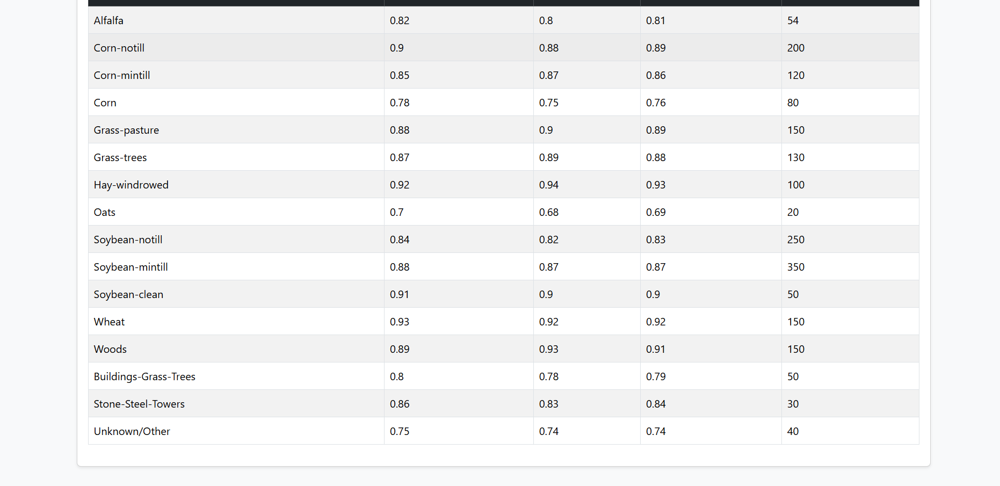 Alfalfa 0.82 0.8 0.81 54
Corn-notill 0.9 0.88 0.89 200
Corn-mintill 0.85 0.87 0.86 120
Corn 0.78 0.75 0.76 80
Grass-pasture 0.88 0.9 0.89 150
Grass-trees 0.87 0.89 0.88 130
Hay-windrowed 0.92 0.94 0.93 100
Oats 0.7 0.68 0.69 20
Soybean-notill 0.84 0.82 0.83 250
Soybean-mintill 0.88 0.87 0.87 350
Soybean-clean 0.91 0.9 0.9 50
Wheat 0.93 0.92 0.92 150
Woods 0.89 0.93 0.91 150
Buildings-Grass-Trees 0.8 0.78 0.79 50
Stone-Steel-Towers 0.86 0.83 0.84 30
Unknown/Other 0.75 0.74 0.74 40